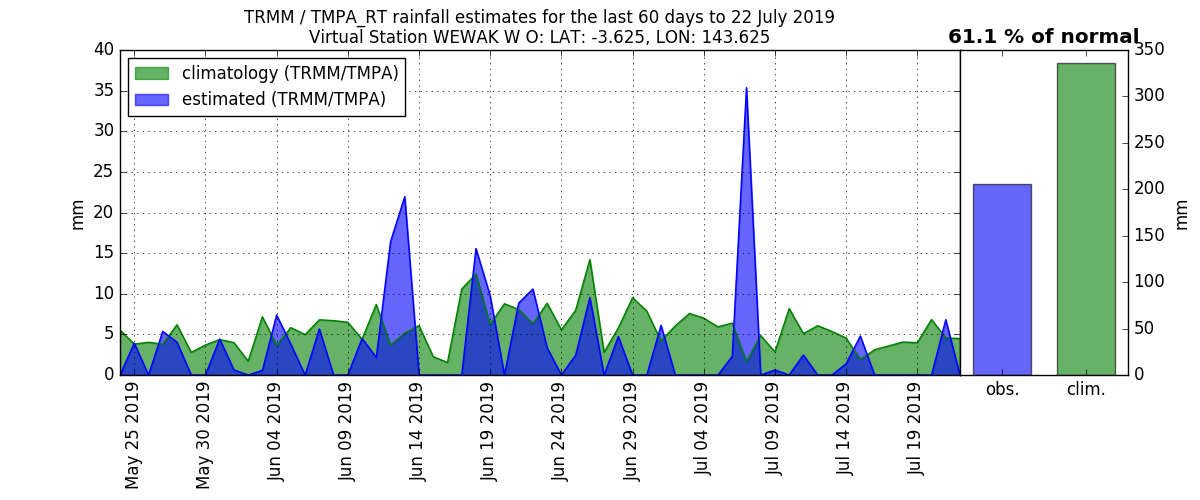 TRMM / TMPA_RT rainfall estimates for the last 60 days to 22 July 2019
Virtual Station WEWAK W O: LAT: -3.625, LON: 143.625
61.1 % of normal
climatology (TRMM/TMPA)
estimated (TRMM/TMPA)
40
35
30
25
20
15
10
5
0
mm
350
300
250
200
150
100
50
0
mm
May 25 2019
May 30 2019
Jun 04 2019
Jun 09 2019
Jun 14 2019
Jun 19 2019
Jun 24 2019
Jun 29 2019
Jul 04 2019
Jul 09 2019
Jul 14 2019
Jul 19 2019
obs.
clim.